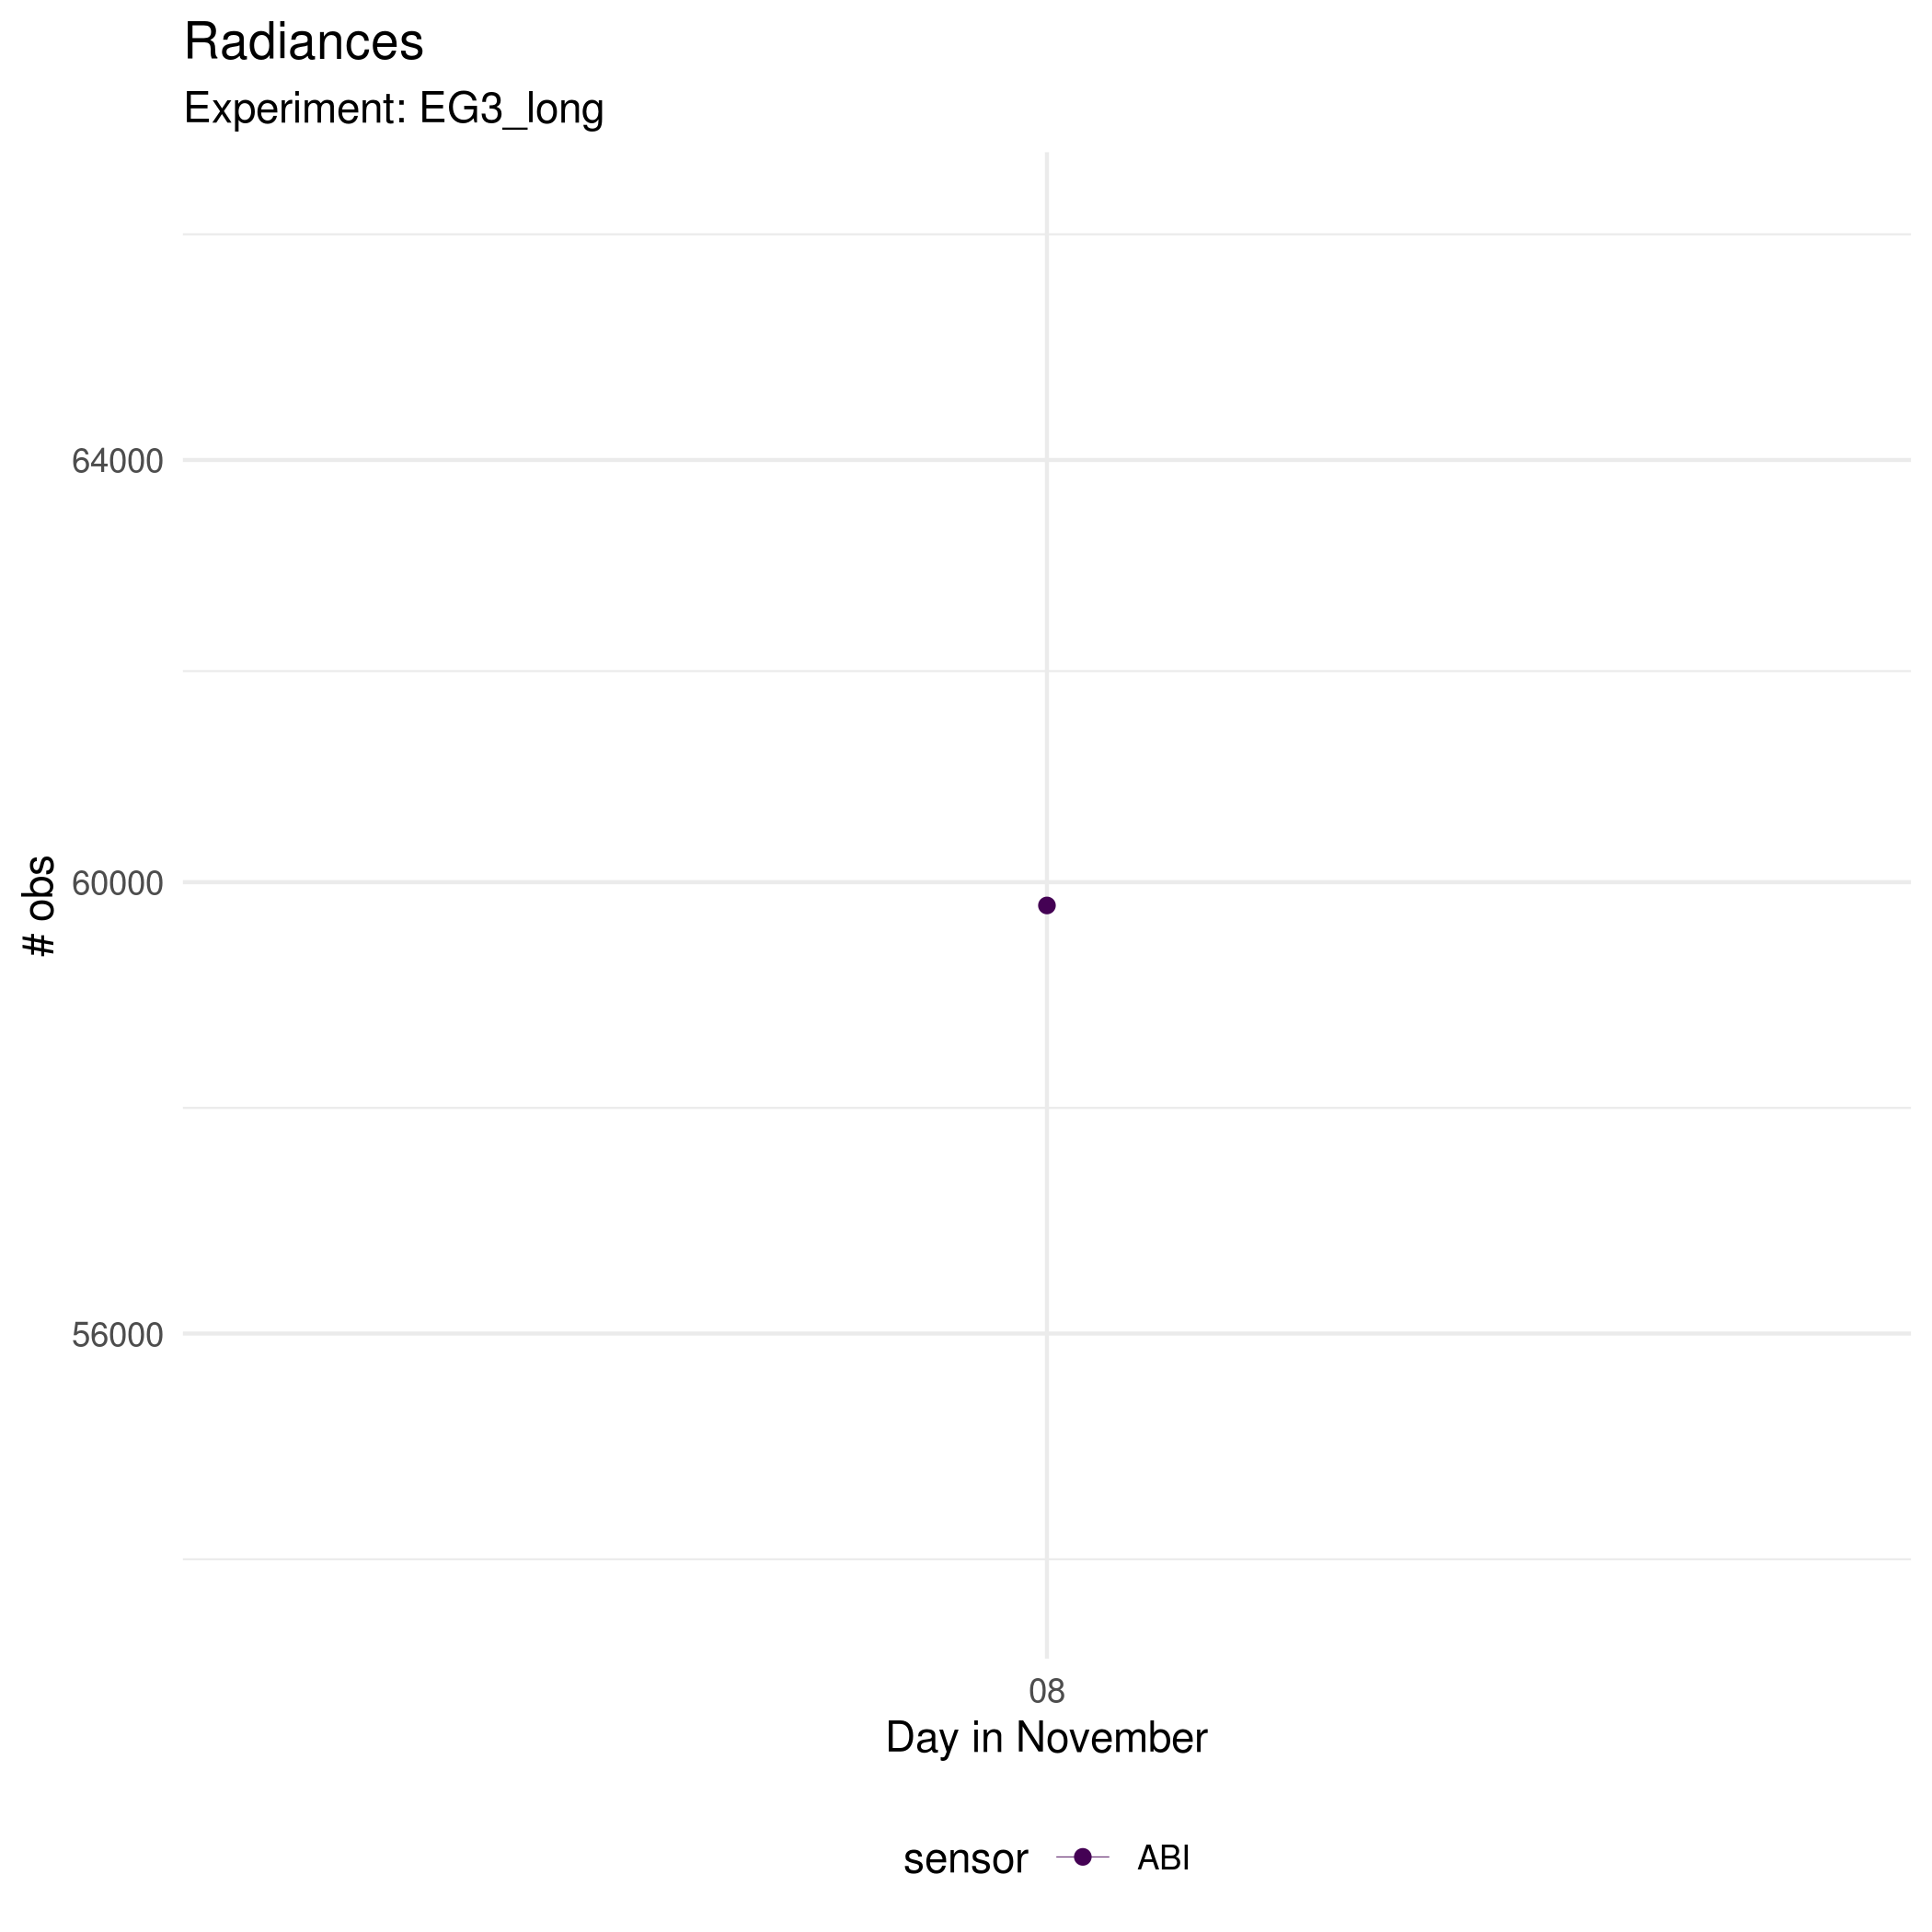 Radiances
Experiment: EG3_long
64000
60000
56000
# obs
08
Day in November
sensor ABI